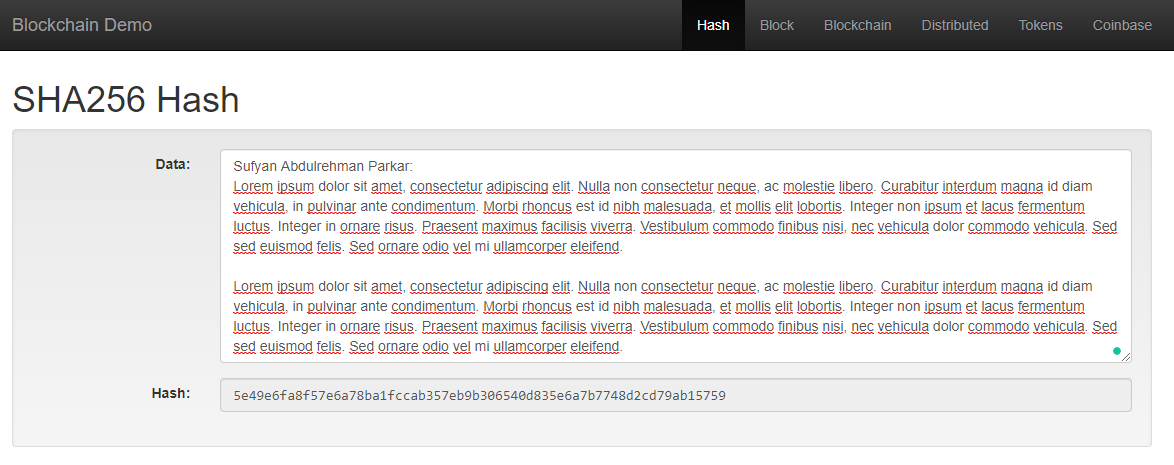 Blockchain Demo
Hash
Block
Blockchain
Distributed
Tokens
Coinbase
SHA256 Hash
Data:
Sufyan Abdulrehman Parkar:
Lorem ipsum dolor sit amet, consectetur adipiscing elit. Nulla non consectetur neque, ac molestie libero. Curabitur interdum magna id diam
vehicula, in pulvinar ante condimentum. Morbi rhoncus est id nibh malesuada, et mollis elit lobortis. Integer non ipsum et lacus fermentum
luctus. Integer in ornare risus. Praesent maximus facilisis viverra. Vestibulum commodo finibus nisi, nec vehicula dolor commodo vehicula. Sed
sed euismod felis. Sed ornare odio vel mi ullamcorper eleifend.
Lorem ipsum dolor sit amet, consectetur adipiscing elit. Nulla non consectetur neque, ac molestie libero. Curabitur interdum magna id diam
vehicula, in pulvinar ante condimentum. Morbi rhoncus est id nibh malesuada, et mollis elit lobortis. Integer non ipsum et lacus fermentum
luctus. Integer in ornare risus. Praesent maximus facilisis viverra. Vestibulum commodo finibus nisi, nec vehicula dolor commodo vehicula. Sed
sed euismod felis. Sed ornare odio vel mi ullamcorper eleifend.
Hash:
5e49e6fa8f57e6a78ba1fccab357eb9b306540d835e6a7b7748d2cd79ab15759